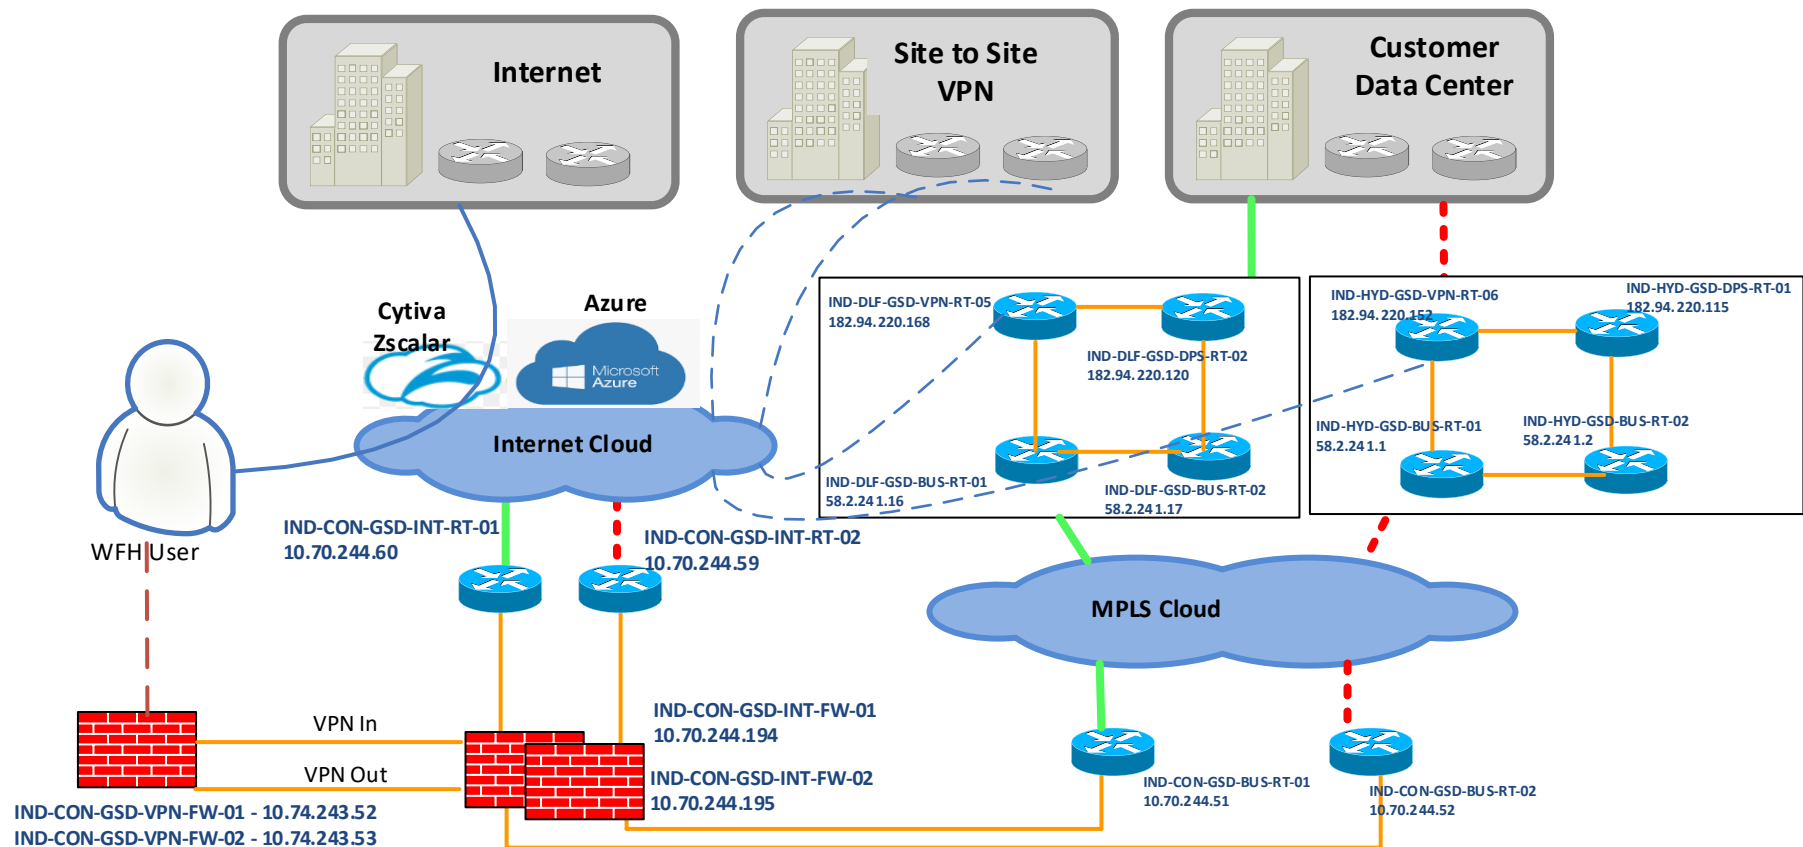 Internet
Site to Site
VPN
Customer
Data Center
Cytiva
Zscalar
Azure
Microsoft
Azure
Internet Cloud
WFH User
IND-CON-GSD-INT-RT-01
10.70.244.60
IND-CON-GSD-INT-RT-02
10.70.244.59
IND-DLF-GSD-VPN-RT-05
182.94.220.168
IND-DLF-GSD-DPS-RT-02
182.94.220.120
IND-DLF-GSD-BUS-RT-01
58.2.241.16
IND-DLF-GSD-BUS-RT-02
58.2.241.17
IND-HYD-GSD-VPN-RT-06
182.94.220.152
IND-HYD-GSD-DPS-RT-01
182.94.220.115
IND-HYD-GSD-BUS-RT-01
58.2.241.1
IND-HYD-GSD-BUS-RT-02
58.2.241.2
MPLS Cloud
VPN In
VPN Out
IND-CON-GSD-INT-FW-01
10.70.244.194
IND-CON-GSD-INT-FW-02
10.70.244.195
IND-CON-GSD-BUS-RT-01
10.70.244.51
IND-CON-GSD-BUS-RT-02
10.70.244.52
IND-CON-GSD-VPN-FW-01 - 10.74.243.52
IND-CON-GSD-VPN-FW-02 - 10.74.243.53